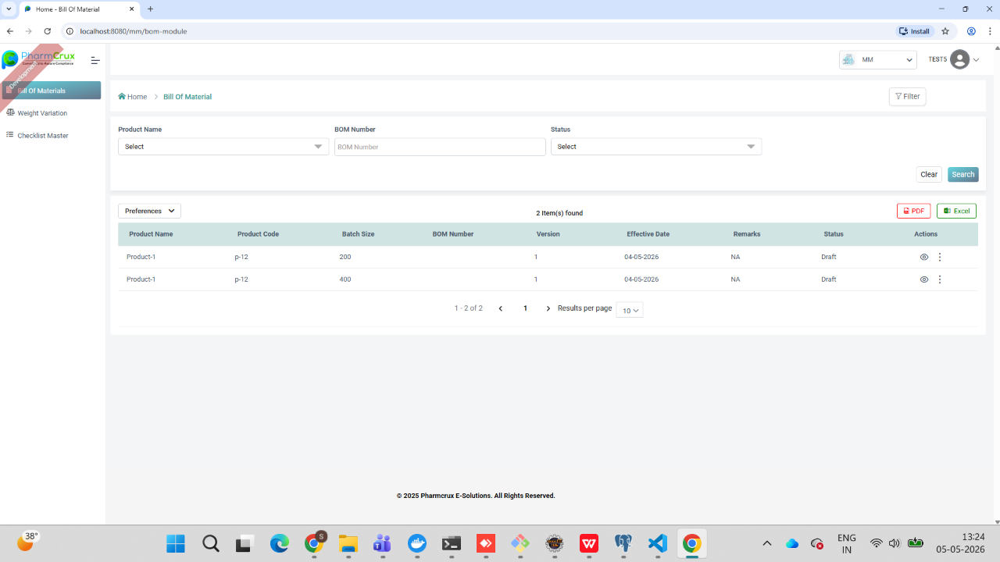 Home - Bill Of Material
localhost:8080/mm/bom-module
Install
PharmCrux
Development
MM
TEST5
Bill Of Materials
Weight Variation
Checklist Master
Home
Bill Of Material
Filter
Product Name
BOM Number
Status
Select
BOM Number
Select
Clear
Search
Preferences
2 Item(s) found
PDF
Excel
Product Name Product Code Batch Size BOM Number Version Effective Date Remarks Status Actions
Product-1 p-12 200 1 04-05-2026 NA Draft
Product-1 p-12 400 1 04-05-2026 NA Draft
1 - 2 of 2 1 Results per page 10
© 2025 Pharmcrux E-Solutions. All Rights Reserved.
38°
S
ENG
IN
13:24
05-05-2026